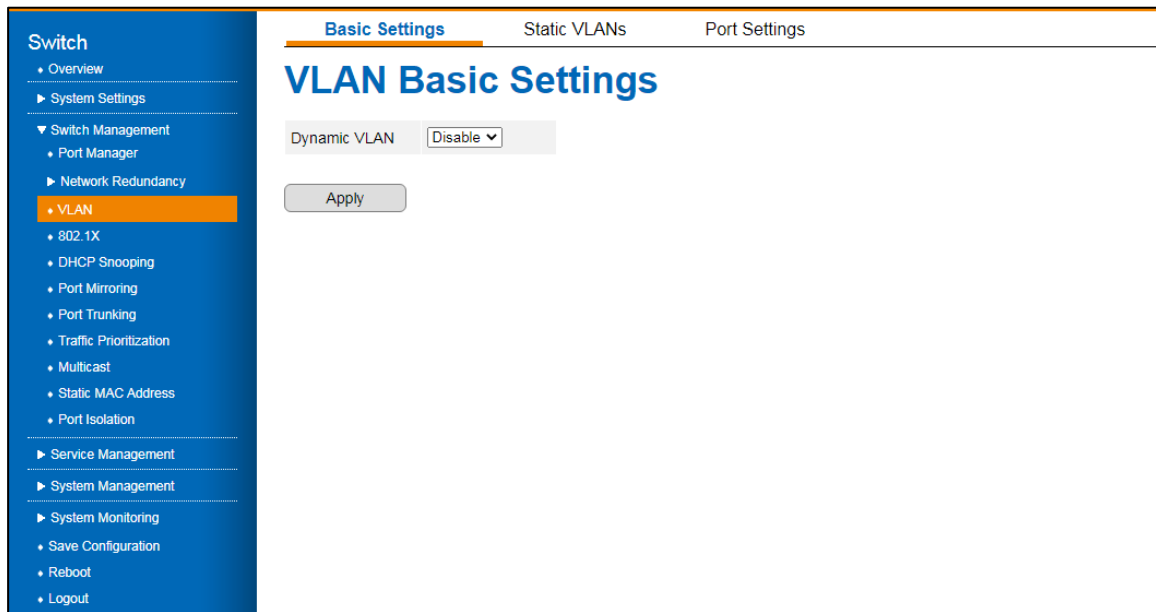 Switch
Overview
System Settings
Switch Management
Port Manager
Network Redundancy
VLAN
802.1X
DHCP Snooping
Port Mirroring
Port Trunking
Traffic Prioritization
Multicast
Static MAC Address
Port Isolation
Service Management
System Management
System Monitoring
Save Configuration
Reboot
Logout
Basic Settings Static VLANs Port Settings
VLAN Basic Settings
Dynamic VLAN Disable
Apply